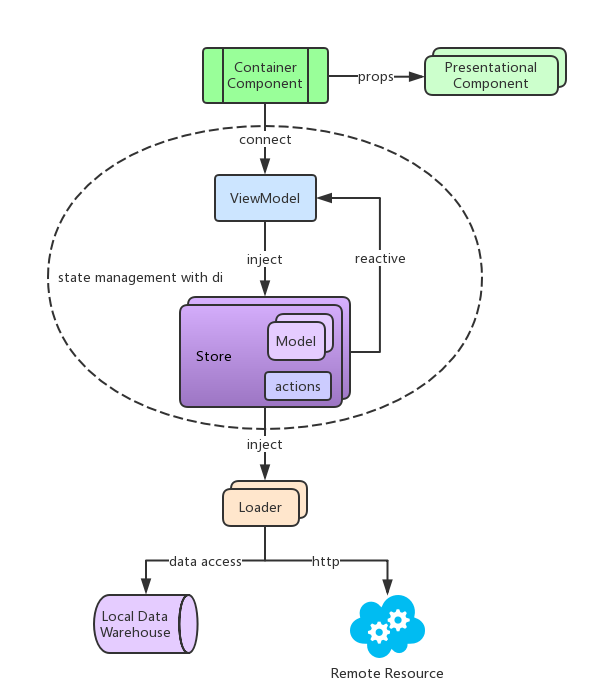 Container
Component
props
Presentational
Component
connect
ViewModel
inject
reactive
state management with di
Model
Store
actions
inject
Loader
data access
http
Local Data
Warehouse
Remote Resource